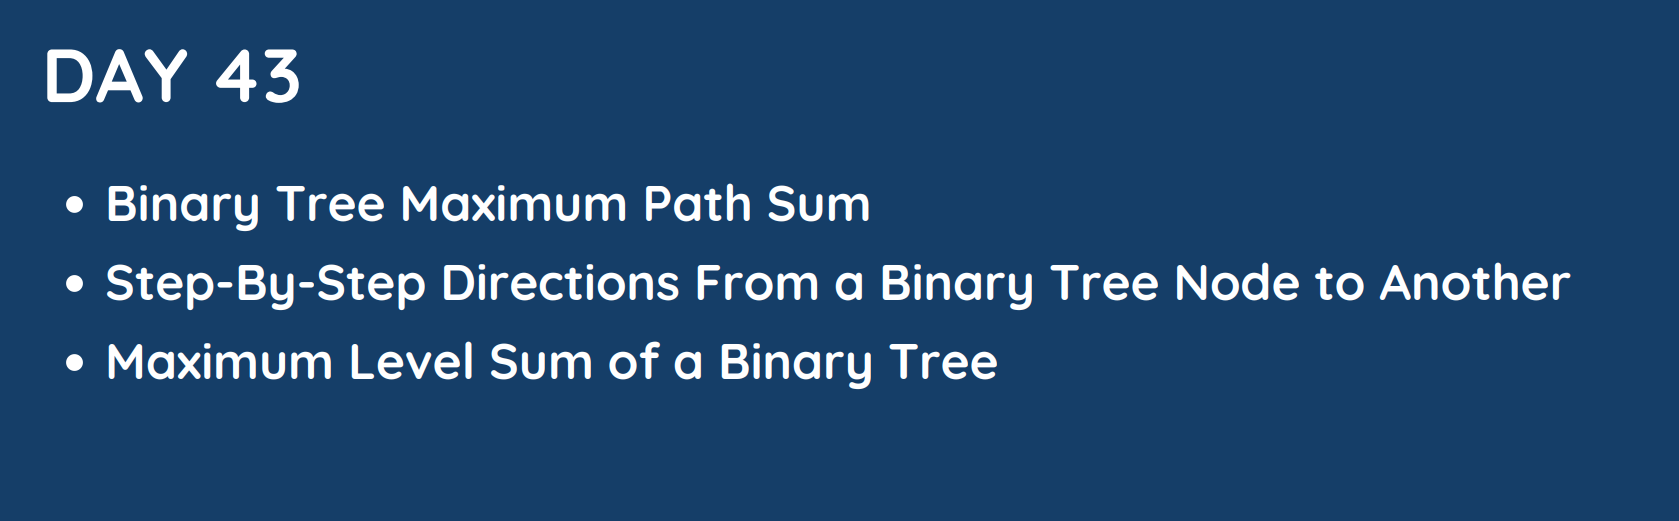 DAY 43
• Binary Tree Maximum Path Sum
• Step-By-Step Directions From a Binary Tree Node to Another
• Maximum Level Sum of a Binary Tree